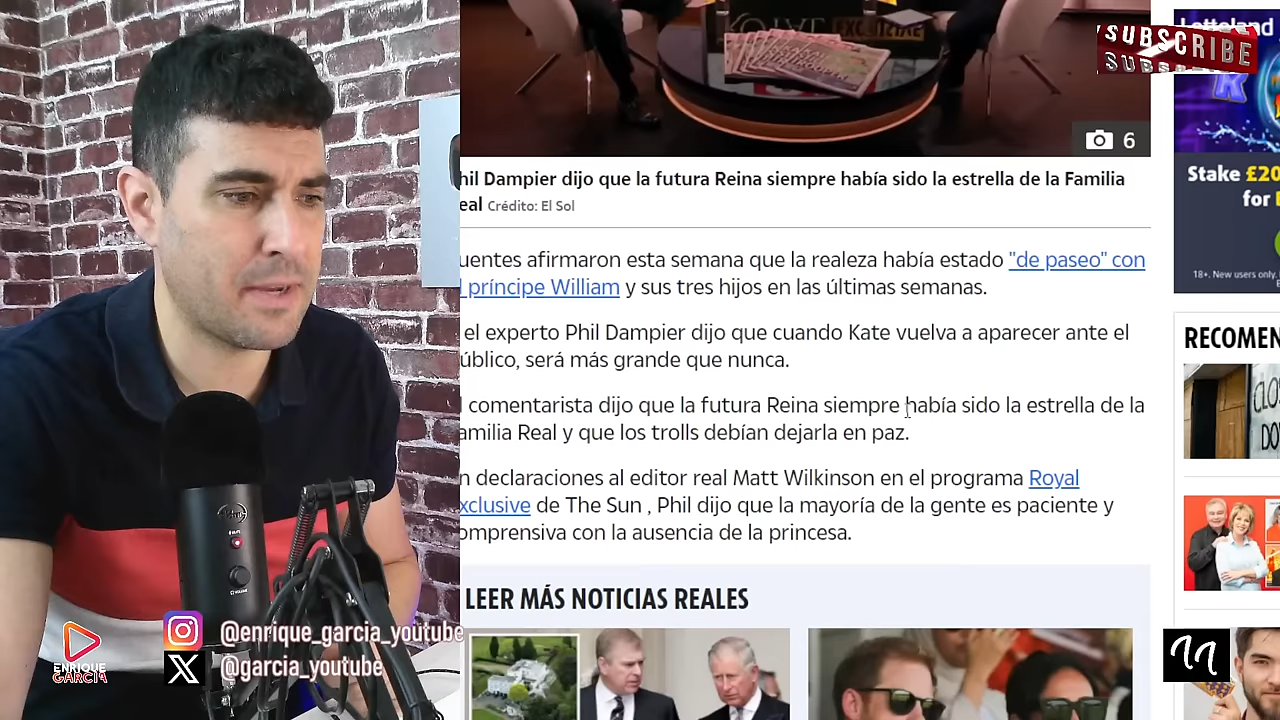 SUBSCRIBE
SUBSCRIBE
EXCLUSIVE
Lottoland
6
Stake £20
for
18+. New users only.
hil Dampier dijo que la futura Reina siempre había sido la estrella de la Familia
eal Crédito: El Sol
uentes afirmaron esta semana que la realeza había estado "de paseo" con
l príncipe William y sus tres hijos en las últimas semanas.
el experto Phil Dampier dijo que cuando Kate vuelva a aparecer ante el
úblico, será más grande que nunca.
l comentarista dijo que la futura Reina siempre había sido la estrella de la
amilia Real y que los trolls debían dejarla en paz.
n declaraciones al editor real Matt Wilkinson en el programa Royal
xclusive de The Sun , Phil dijo que la mayoría de la gente es paciente y
omprensiva con la ausencia de la princesa.
LEER MÁS NOTICIAS REALES
RECOMEN
CLO
DO
@enrique_garcia_youtube
@garcia_youtube
ENRIQUE
GARCIA